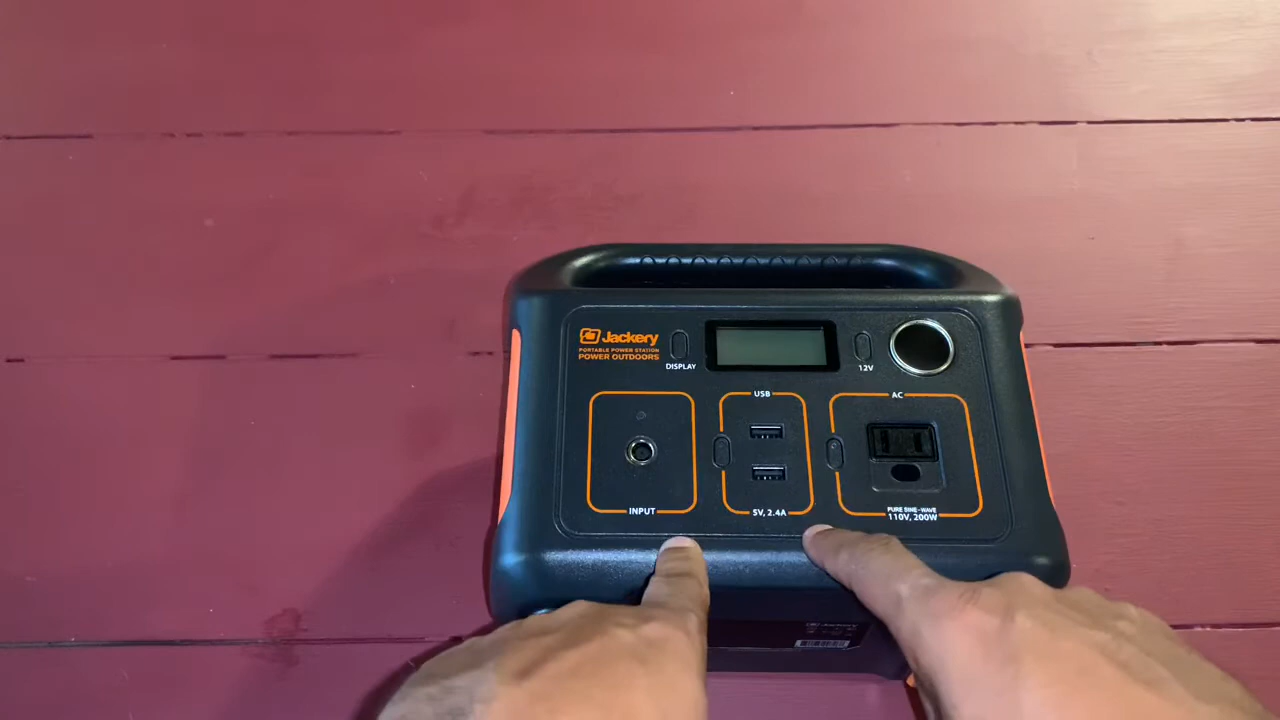 Jackery
PORTABLE POWER STATION
POWER OUTDOORS
DISPLAY
12V
USB
AC
INPUT
5V, 2.4A
PURE SINE-WAVE
110V, 200W